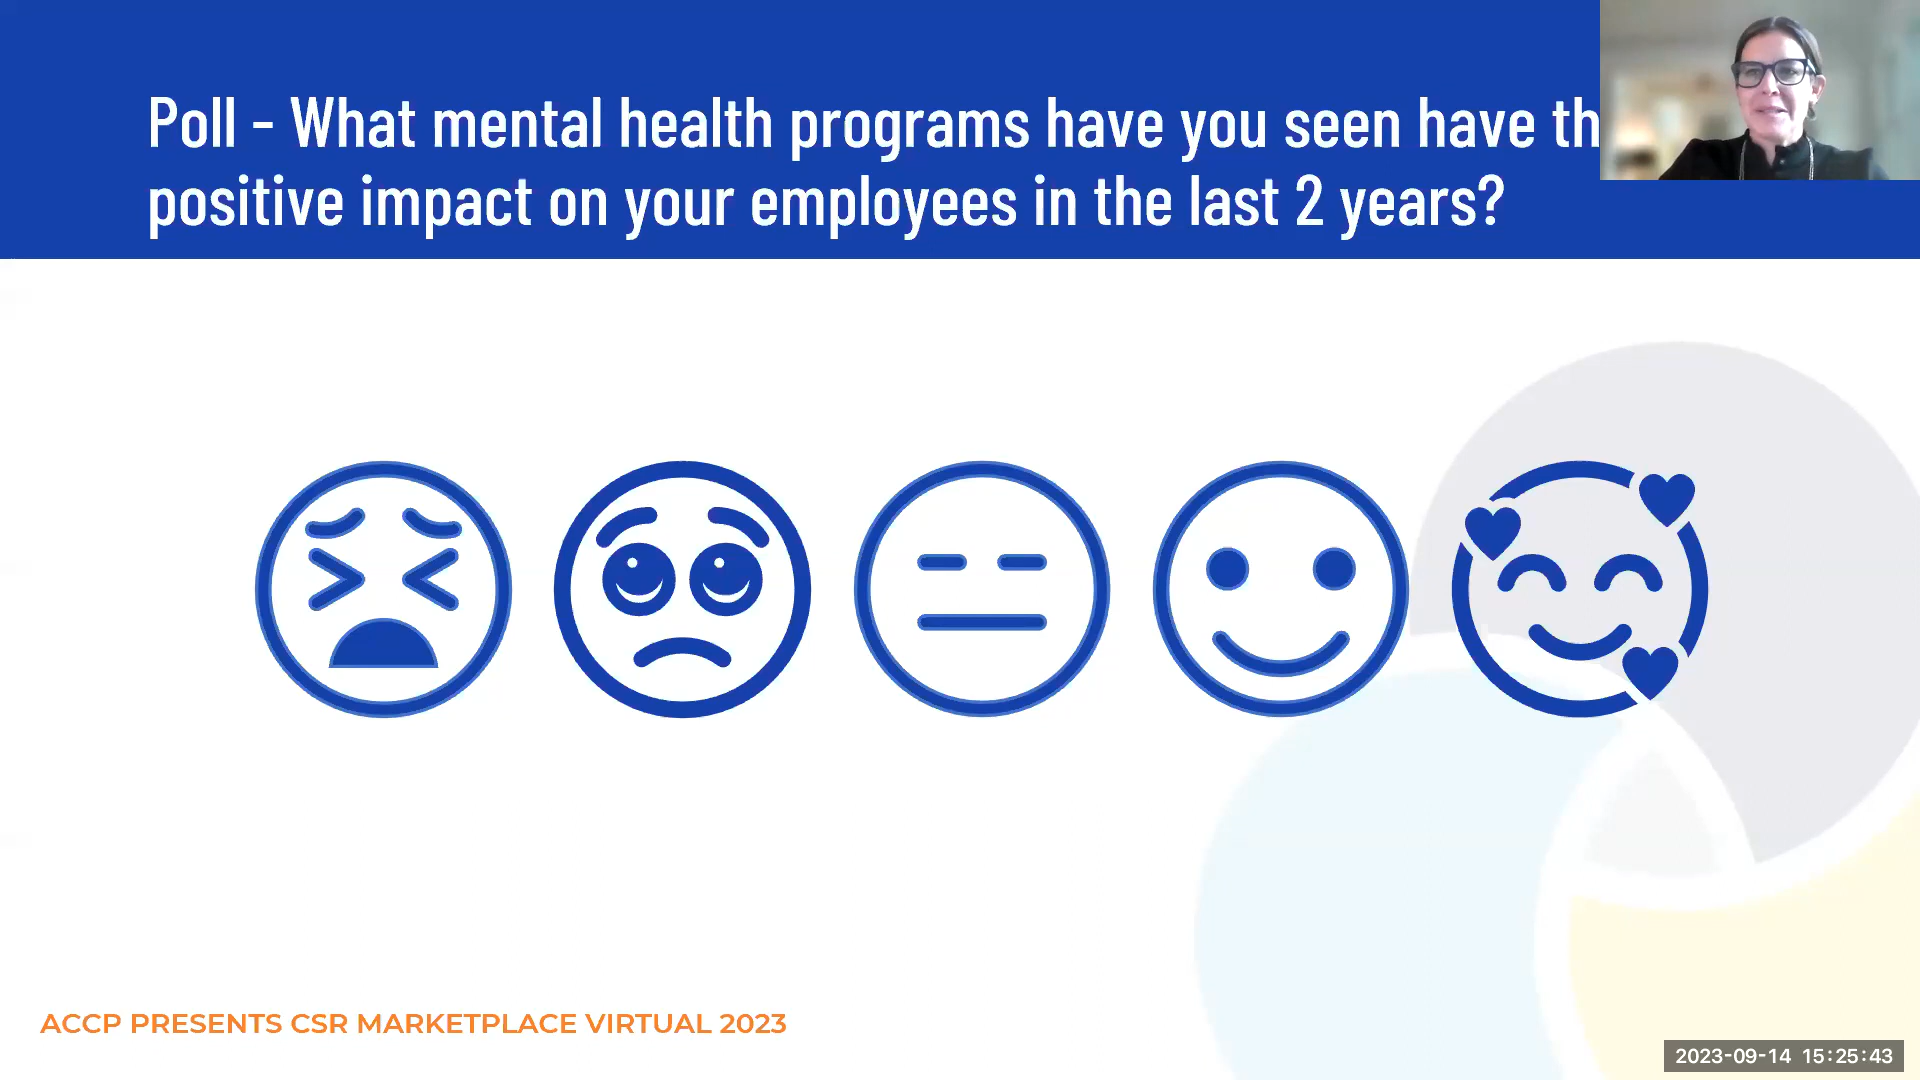 Poll - What mental health programs have you seen have
positive impact on your employees in the last 2 years?
ACCP PRESENTS CSR MARKETPLACE VIRTUAL 2023
2023-09-14 15:25:43